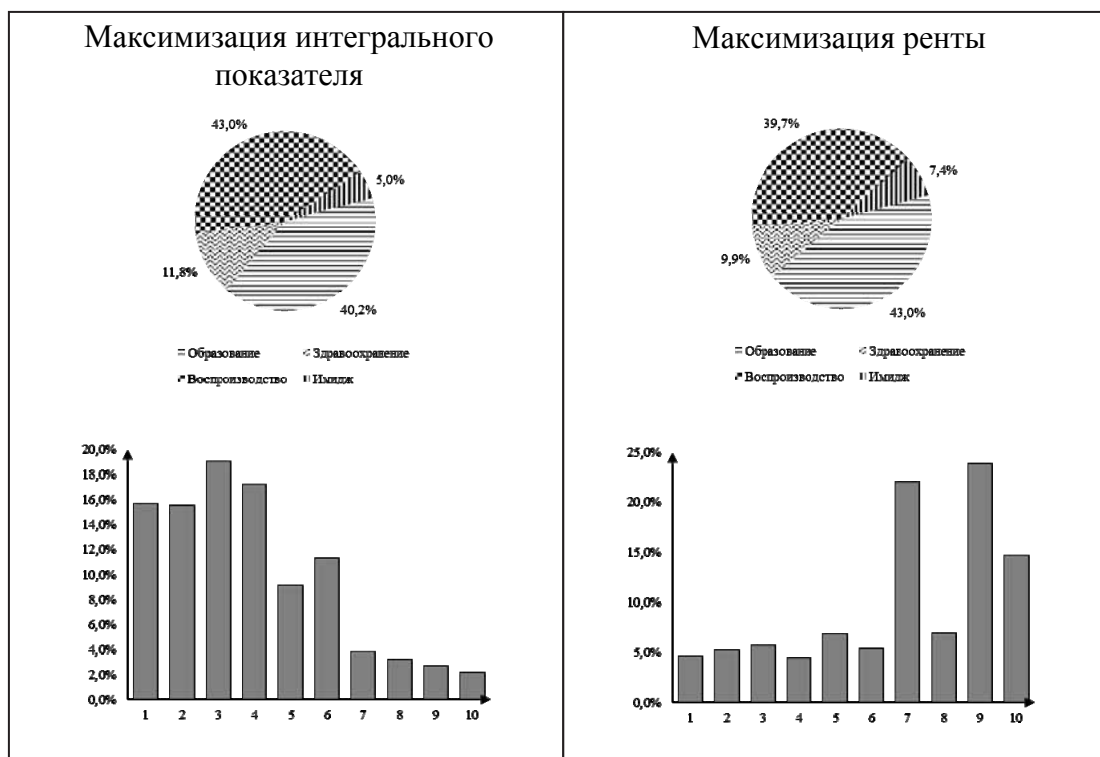 Максимизация интегрального
показателя
43,0%
5,0%
11,8%
40,2%
Образование Здравоохранение
Воспроизводство Имидж
20,0%
18,0%
16,0%
14,0%
12,0%
10,0%
8,0%
6,0%
4,0%
2,0%
0,0%
1 2 3 4 5 6 7 8 9 10
Максимизация ренты
39,7%
7,4%
9,9%
43,0%
Образование Здравоохранение
Воспроизводство Имидж
25,0%
20,0%
15,0%
10,0%
5,0%
0,0%
1 2 3 4 5 6 7 8 9 10